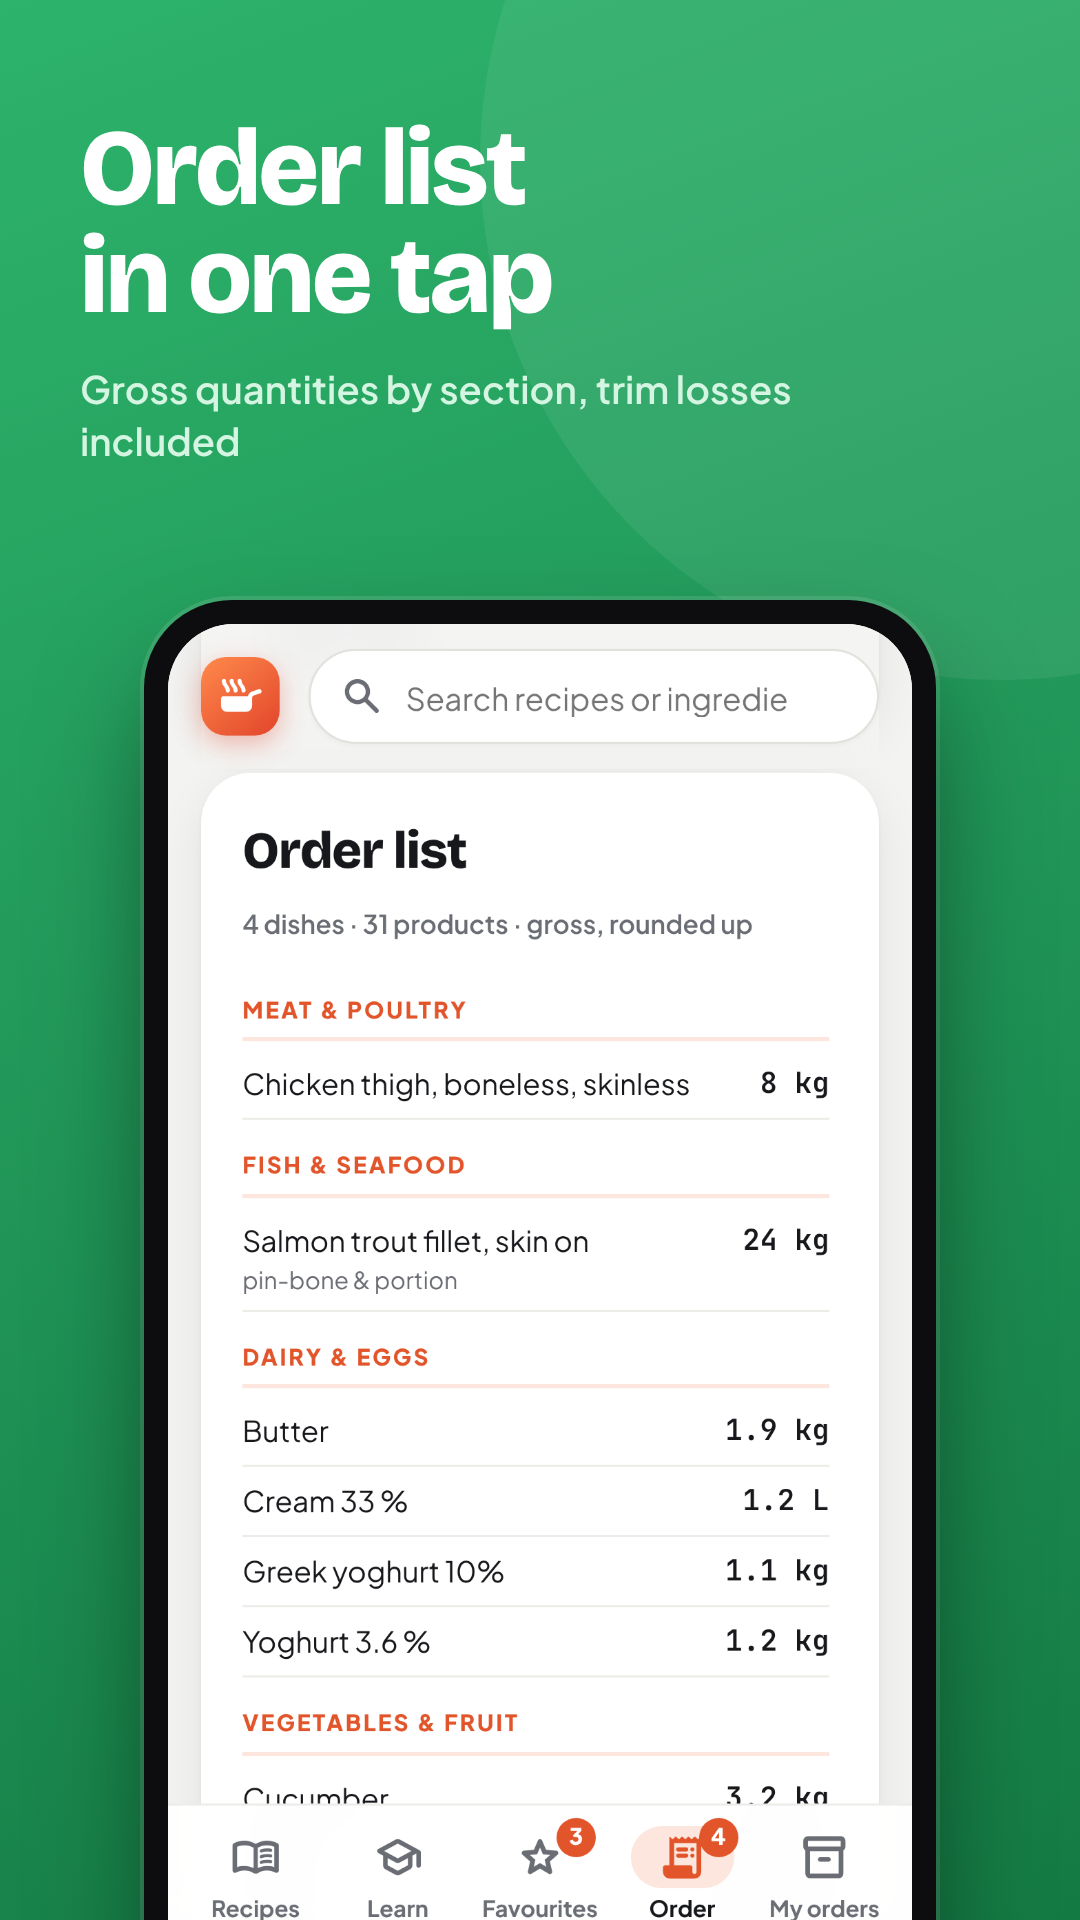 Order list
in one tap
Gross quantities by section, trim losses
included
Search recipes or ingredie
Order list
4 dishes · 31 products · gross, rounded up
MEAT & POULTRY
Chicken thigh, boneless, skinless 8 kg
FISH & SEAFOOD
Salmon trout fillet, skin on 24 kg
pin-bone & portion
DAIRY & EGGS
Butter 1.9 kg
Cream 33 % 1.2 L
Greek yoghurt 10% 1.1 kg
Yoghurt 3.6 % 1.2 kg
VEGETABLES & FRUIT
Cucumber 3.2 kg
3 4
Recipes Learn Favourites Order My orders